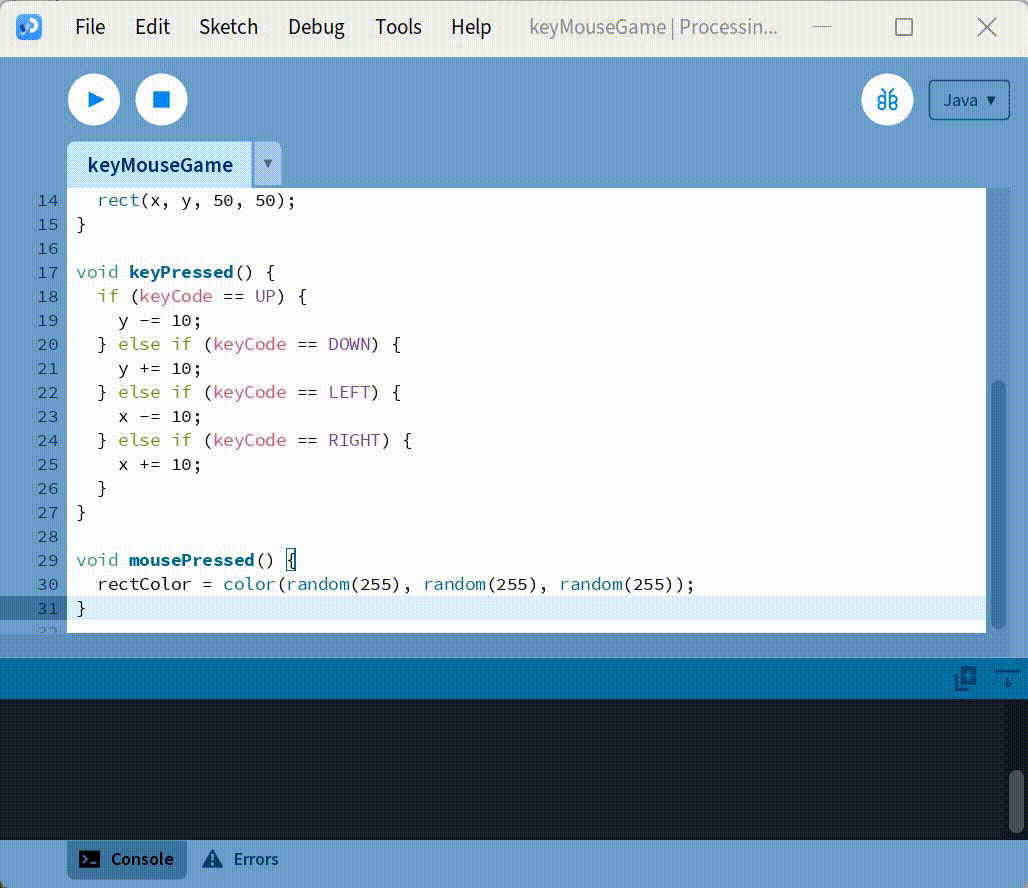 File Edit Sketch Debug Tools Help keyMouseGame | Processin...
Java ▼
keyMouseGame ▼
14   rect(x, y, 50, 50);
15 }
16
17 void keyPressed() {
18   if (keyCode == UP) {
19     y -= 10;
20   } else if (keyCode == DOWN) {
21     y += 10;
22   } else if (keyCode == LEFT) {
23     x -= 10;
24   } else if (keyCode == RIGHT) {
25     x += 10;
26   }
27 }
28
29 void mousePressed() {
30   rectColor = color(random(255), random(255), random(255));
31 }
32
Console Errors